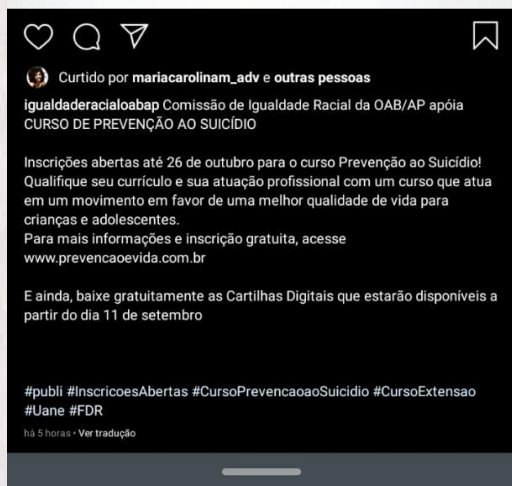 Curtido por mariacarolinam_adv e outras pessoas
igualdaderacialoabap Comissão de Igualdade Racial da OAB/AP apóia
CURSO DE PREVENÇÃO AO SUICÍDIO
Inscrições abertas até 26 de outubro para o curso Prevenção ao Suicídio!
Qualifique seu currículo e sua atuação profissional com um curso que atua
em um movimento em favor de uma melhor qualidade de vida para
crianças e adolescentes.
Para mais informações e inscrição gratuita, acesse
www.prevencaoevida.com.br
E ainda, baixe gratuitamente as Cartilhas Digitais que estarão disponíveis a
partir do dia 11 de setembro
#publi #InscricoesAbertas #CursoPrevencaoaoSuicidio #CursoExtensao
#Uane #FDR
há 5 horas • Ver tradução